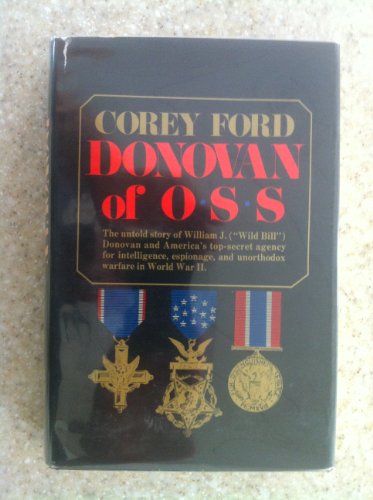 COREY FORD
DONOVAN
of O·S·S
The untold story of William J. ("Wild Bill")
Donovan and America's top-secret agency
for intelligence, espionage, and unorthodox
warfare in World War II.